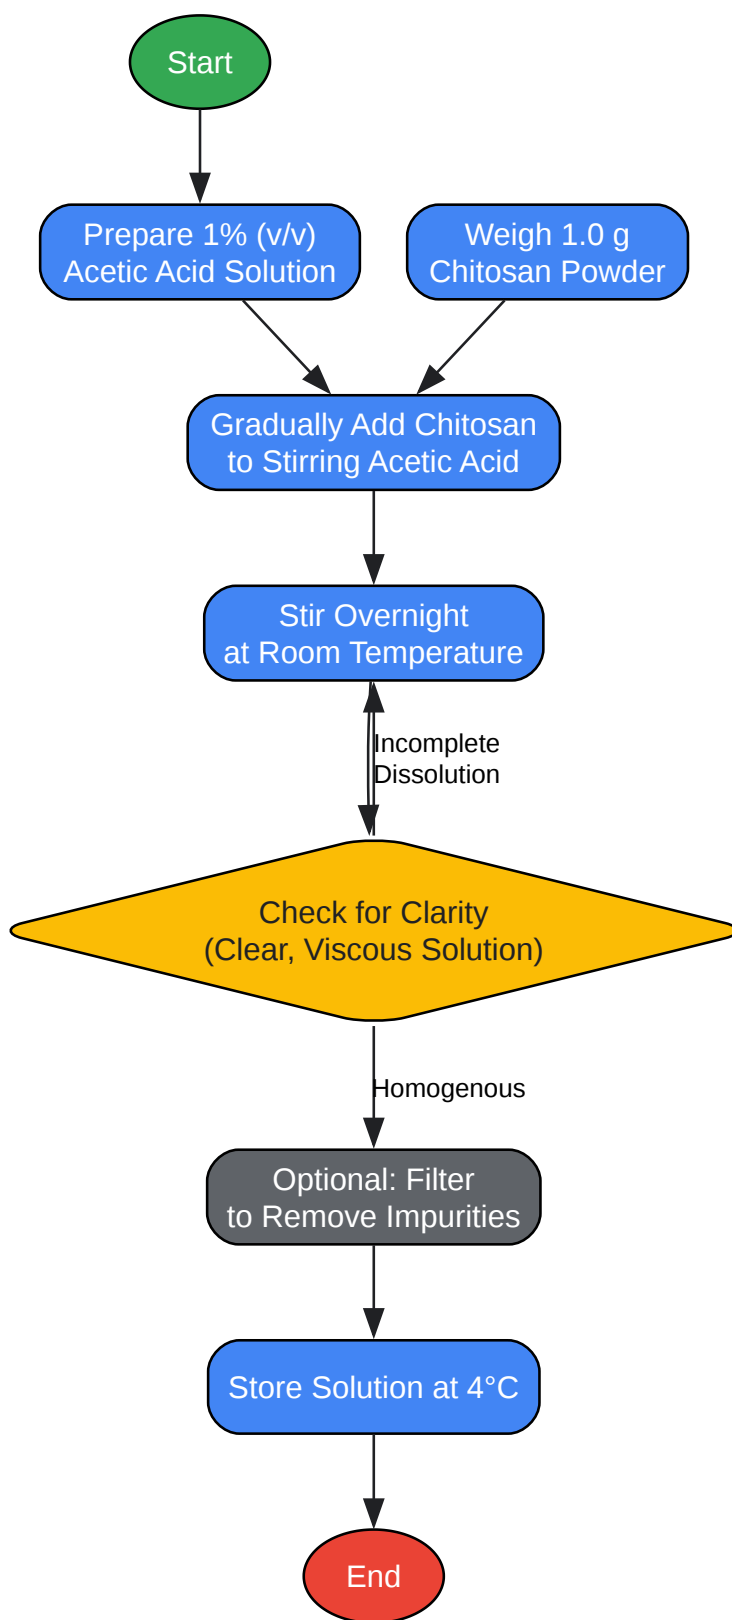 Start
Prepare 1% (v/v)
Acetic Acid Solution
Weigh 1.0 g
Chitosan Powder
Gradually Add Chitosan
to Stirring Acetic Acid
Stir Overnight
at Room Temperature
Incomplete
Dissolution
Check for Clarity
(Clear, Viscous Solution)
Homogenous
Optional: Filter
to Remove Impurities
Store Solution at 4°C
End